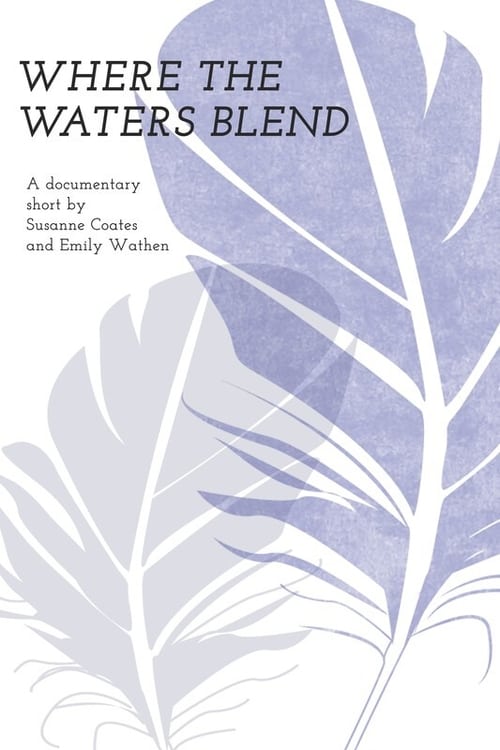 WHERE THE
WATERS BLEND
A documentary
short by
Susanne Coates
and Emily Wathen